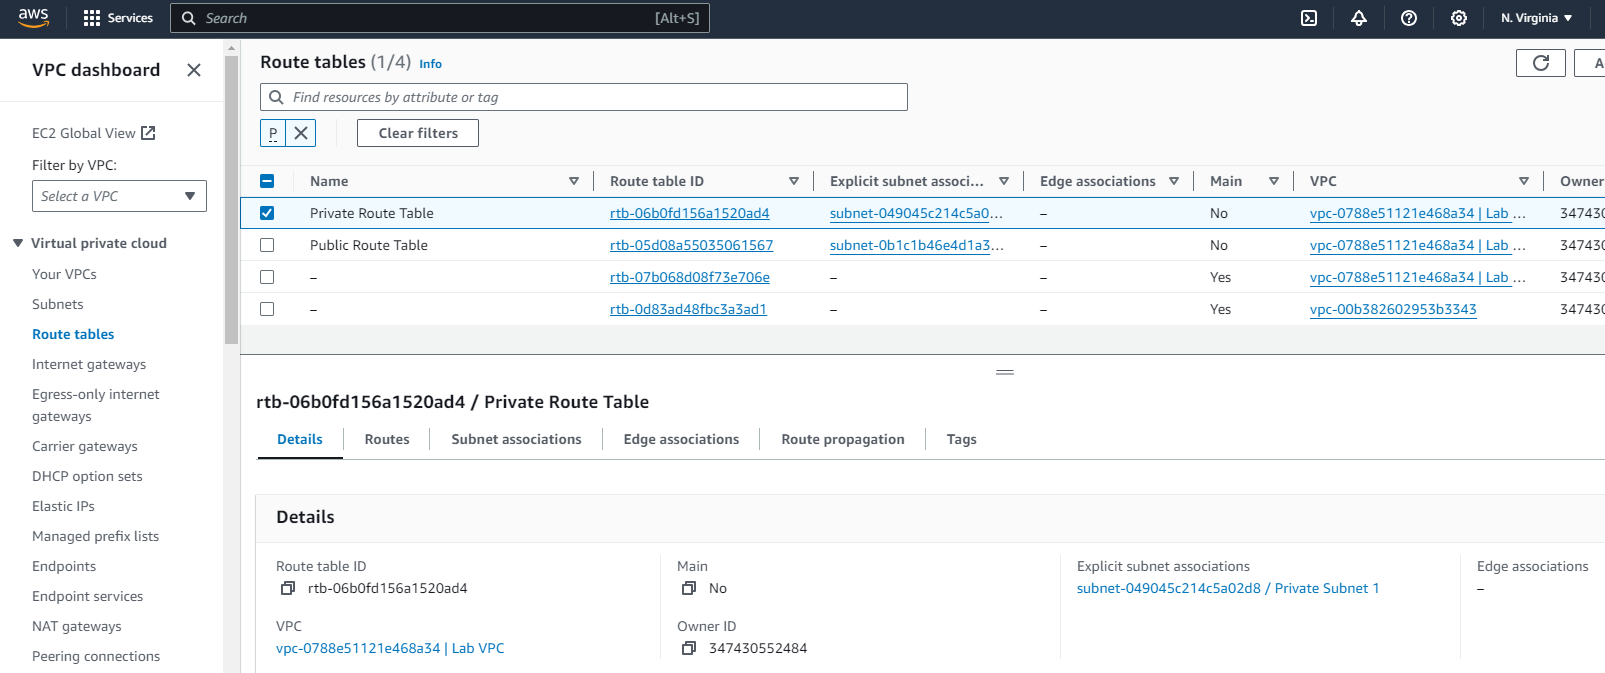 aws Services Search [Alt+S] N. Virginia
VPC dashboard
EC2 Global View
Filter by VPC:
Select a VPC
Virtual private cloud
Your VPCs
Subnets
Route tables
Internet gateways
Egress-only internet
gateways
Carrier gateways
DHCP option sets
Elastic IPs
Managed prefix lists
Endpoints
Endpoint services
NAT gateways
Peering connections
Route tables (1/4) Info
A
Find resources by attribute or tag
P Clear filters
Name Route table ID Explicit subnet associ... Edge associations Main VPC Owner
Private Route Table rtb-06b0fd156a1520ad4 subnet-049045c214c5a0... – No vpc-0788e51121e468a34 | Lab ... 34743
Public Route Table rtb-05d08a55035061567 subnet-0b1c1b46e4d1a3... – No vpc-0788e51121e468a34 | Lab ... 34743
– rtb-07b068d08f73e706e – – Yes vpc-0788e51121e468a34 | Lab ... 34743
– rtb-0d83ad48fbc3a3ad1 – – Yes vpc-00b382602953b3343 34743
rtb-06b0fd156a1520ad4 / Private Route Table
Details Routes Subnet associations Edge associations Route propagation Tags
Details
Route table ID
rtb-06b0fd156a1520ad4
Main
No
Explicit subnet associations
subnet-049045c214c5a02d8 / Private Subnet 1
Edge associations
–
VPC
vpc-0788e51121e468a34 | Lab VPC
Owner ID
347430552484